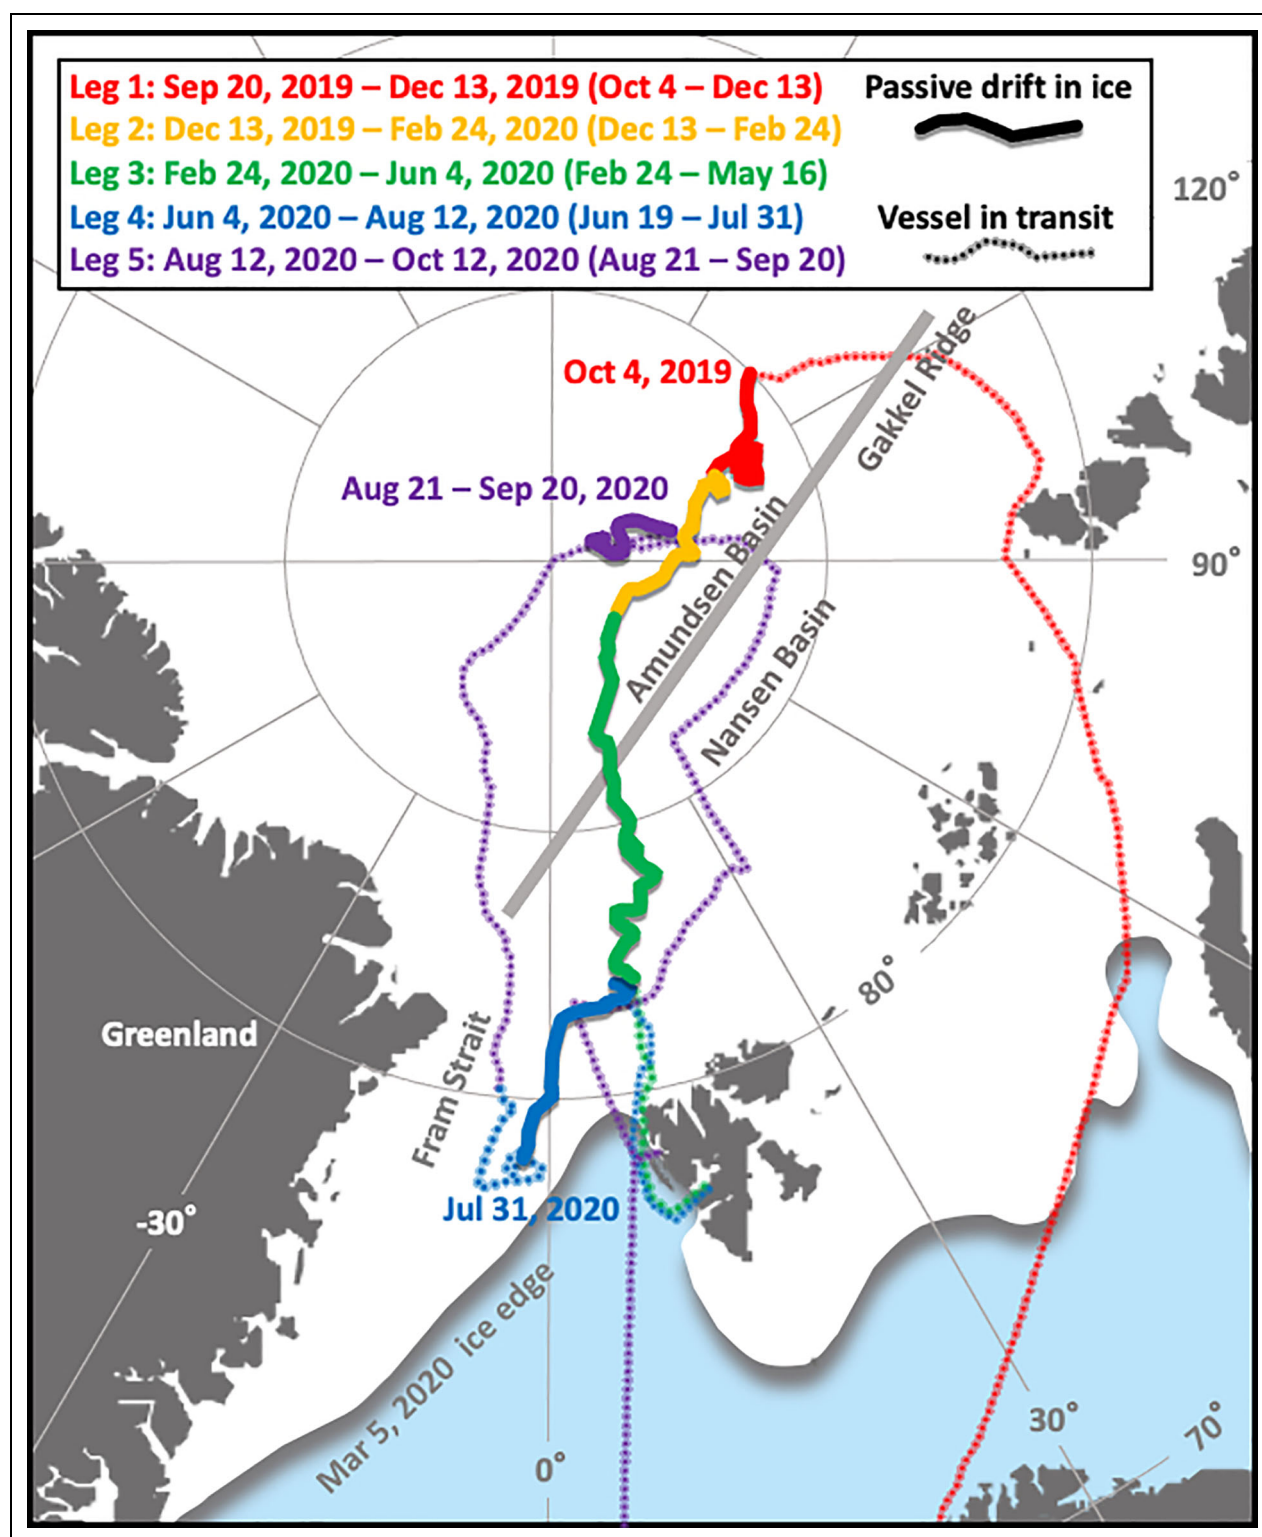 Leg 1: Sep 20, 2019 – Dec 13, 2019 (Oct 4 – Dec 13)
Leg 2: Dec 13, 2019 – Feb 24, 2020 (Dec 13 – Feb 24)
Leg 3: Feb 24, 2020 – Jun 4, 2020 (Feb 24 – May 16)
Leg 4: Jun 4, 2020 – Aug 12, 2020 (Jun 19 – Jul 31)
Leg 5: Aug 12, 2020 – Oct 12, 2020 (Aug 21 – Sep 20)
Passive drift in ice
Vessel in transit
120°
Oct 4, 2019
Gakkel Ridge
Aug 21 – Sep 20, 2020
90°
Amundsen Basin
Nansen Basin
80°
Greenland
Fram Strait
-30°
Jul 31, 2020
Mar 5, 2020 ice edge
0°
30°
70°